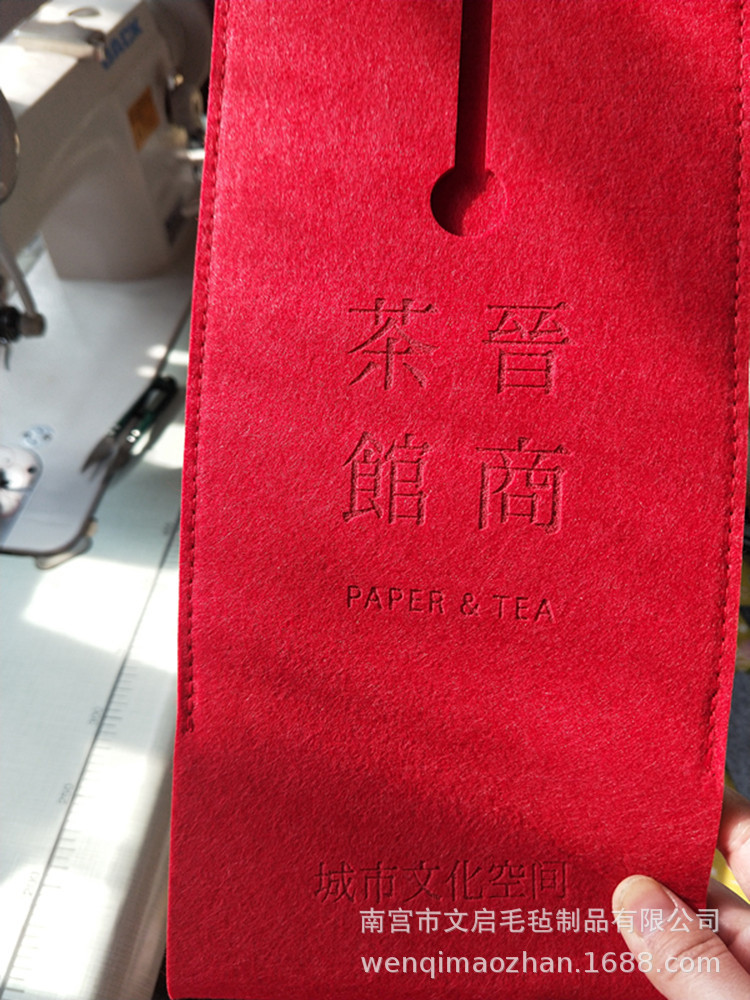 JACK
晉商
茶館
PAPER & TEA
城市文化空间
南宫市文启毛毡制品有限公司
wenqimaozhan.1688.com